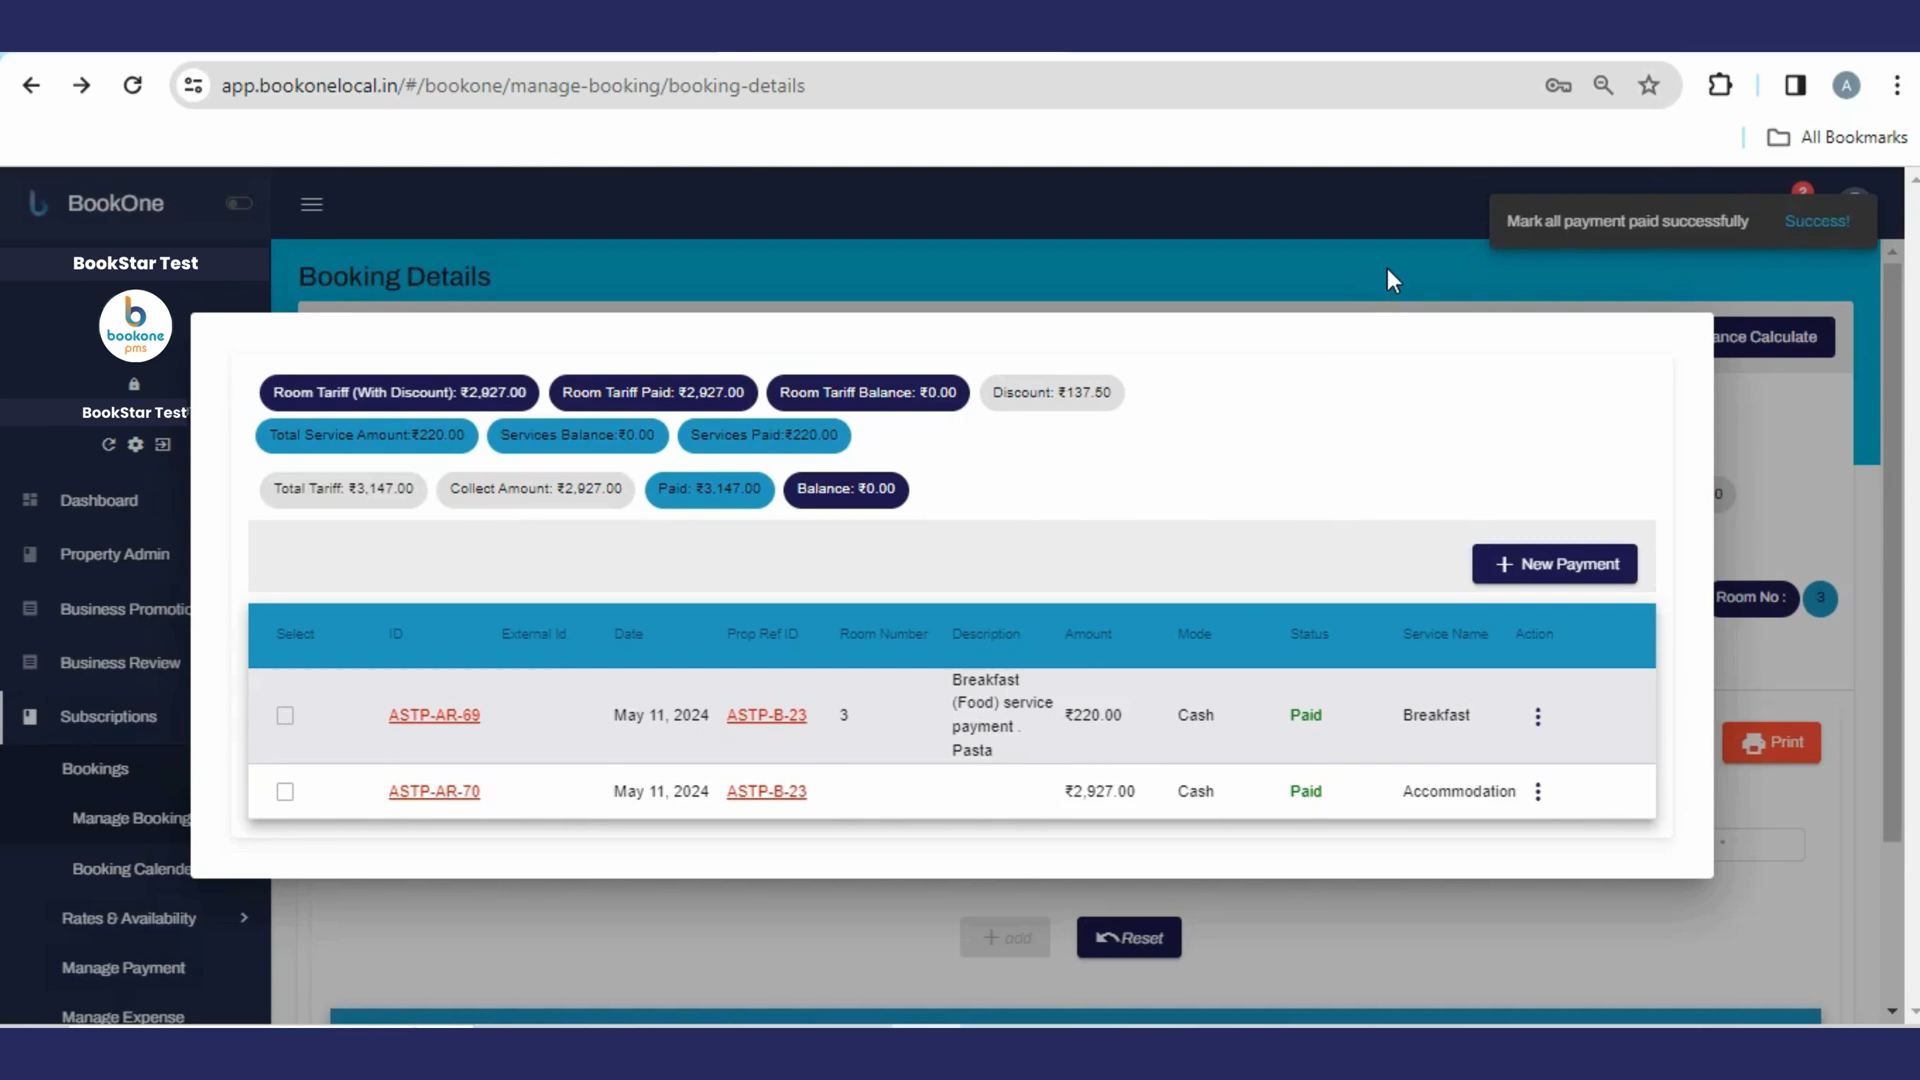 app.bookonelocal.in/#/bookone/manage-booking/booking-details
A
All Bookmarks
BookOne
Mark all payment paid successfully Success!
BookStar Test
Booking Details
bookone
pms
ance Calculate
Room Tariff (With Discount): ₹2,927.00 Room Tariff Paid: ₹2,927.00 Room Tariff Balance: ₹0.00 Discount: ₹137.50
BookStar Test
Total Service Amount:₹220.00 Services Balance:₹0.00 Services Paid:₹220.00
Total Tariff: ₹3,147.00 Collect Amount: ₹2,927.00 Paid: ₹3,147.00 Balance: ₹0.00
Dashboard
Property Admin
+ New Payment
Business Promotio
Room No : 3
Select ID External Id Date Prop Ref ID Room Number Description Amount Mode Status Service Name Action
Business Review
Breakfast
(Food) service
payment .
Pasta
ASTP-AR-69 May 11, 2024 ASTP-B-23 3 ₹220.00 Cash Paid Breakfast
Subscriptions
Print
Bookings
ASTP-AR-70 May 11, 2024 ASTP-B-23 ₹2,927.00 Cash Paid Accommodation
Manage Booking
Booking Calende
Rates & Availability
+ add Reset
Manage Payment
Manage Expense